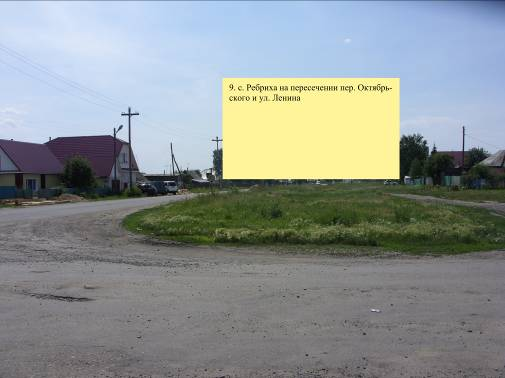 9. с. Ребриха на пересечении пер. Октябрь-
ского и ул. Ленина